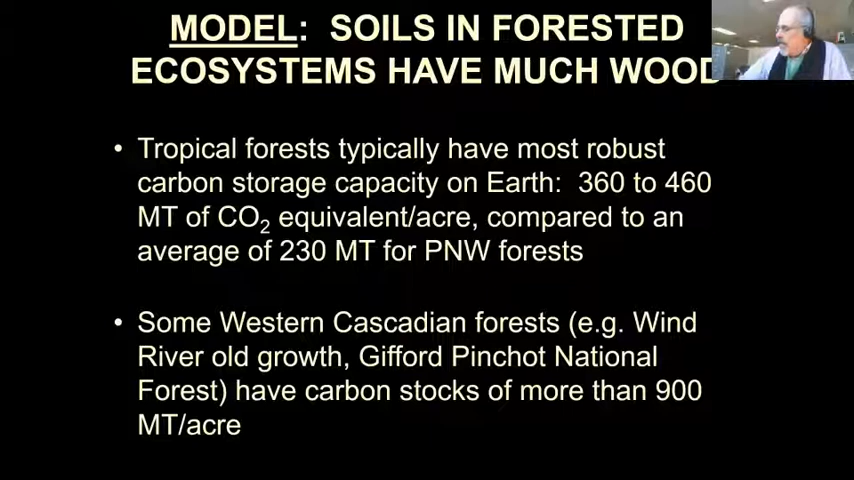 MODEL: SOILS IN FORESTED
ECOSYSTEMS HAVE MUCH WOOD
• Tropical forests typically have most robust
carbon storage capacity on Earth: 360 to 460
MT of CO2 equivalent/acre, compared to an
average of 230 MT for PNW forests
• Some Western Cascadian forests (e.g. Wind
River old growth, Gifford Pinchot National
Forest) have carbon stocks of more than 900
MT/acre